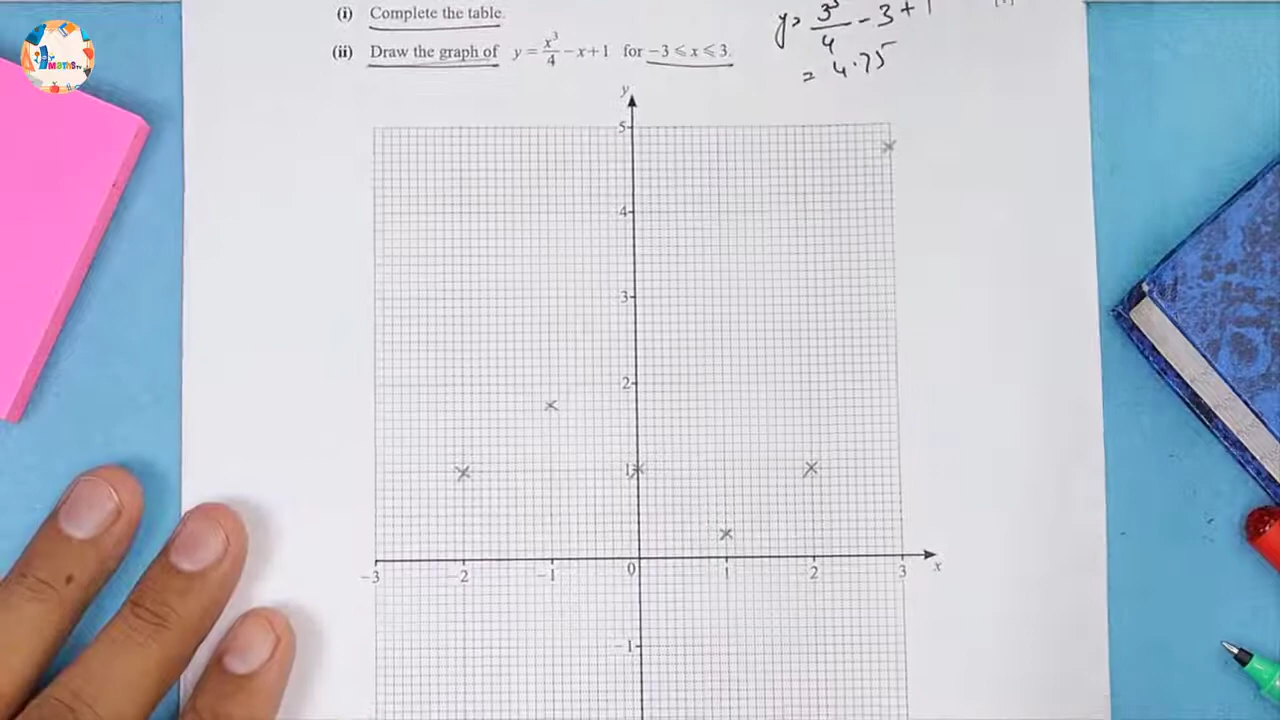 (i) Complete the table.
(ii) Draw the graph of y = x³/4 − x + 1 for −3 ⩽ x ⩽ 3.
y = 3³/4 − 3 + 1
= 4.75
MATHS
y
5
4
3
2
1
−3 −2 −1 0 1 2 3 x
−1